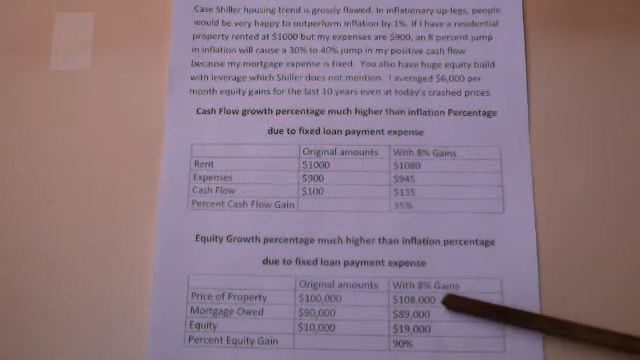 Case Shiller housing trend is grossly flawed. In inflationary up-legs, people
would be very happy to outperform inflation by 1%. If I have a residential
property rented at $1000 but my expenses are $900, an 8 percent jump
in inflation will cause a 30% to 40% jump in my positive cash flow
because my mortgage expense is fixed. You also have huge equity build
with leverage which Shiller does not mention. I averaged $6,000 per
month equity gains for the last 10 years even at today's crashed prices.
Cash Flow growth percentage much higher than inflation Percentage
due to fixed loan payment expense
Original amounts With 8% Gains
Rent $1000 $1080
Expenses $900 $945
Cash Flow $100 $135
Percent Cash Flow Gain 35%
Equity Growth percentage much higher than inflation percentage
due to fixed loan payment expense
Original amounts With 8% Gains
Price of Property $100,000 $108,000
Mortgage Owed $90,000 $89,000
Equity $10,000 $19,000
Percent Equity Gain 90%